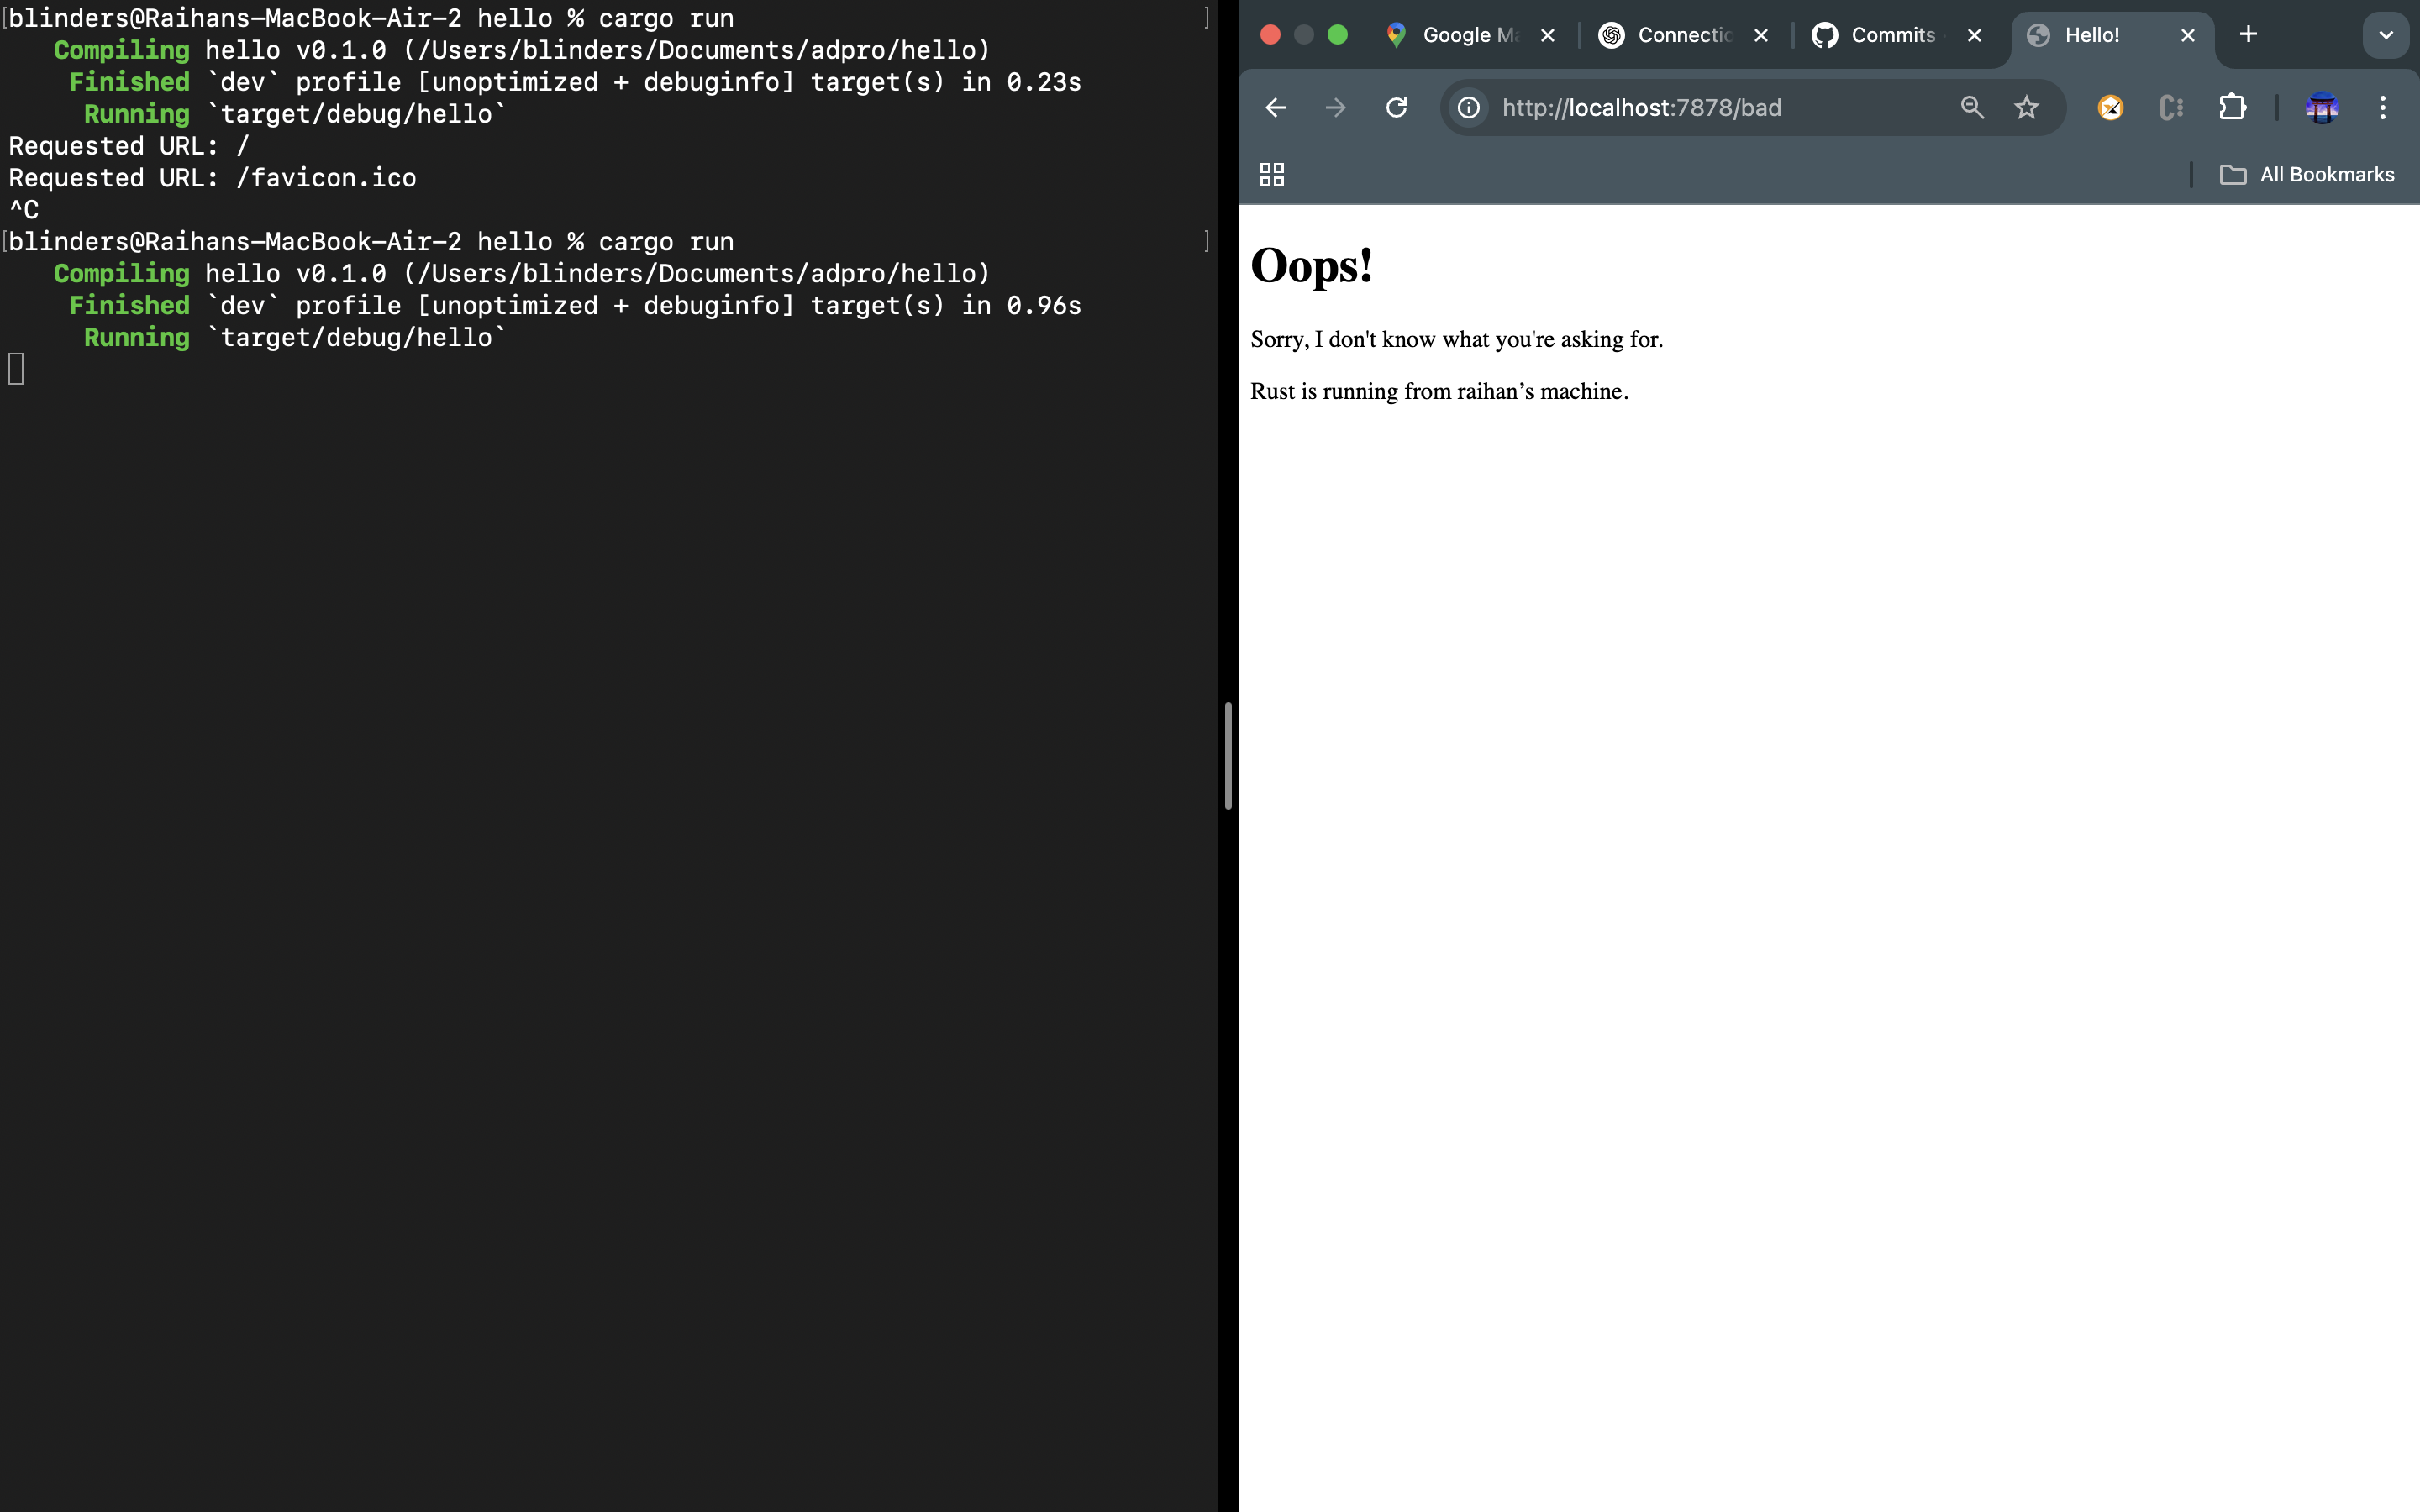 blinders@Raihans-MacBook-Air-2 hello % cargo run
Compiling hello v0.1.0 (/Users/blinders/Documents/adpro/hello)
Finished `dev` profile [unoptimized + debuginfo] target(s) in 0.23s
Running `target/debug/hello`
Requested URL: /
Requested URL: /favicon.ico
^C
blinders@Raihans-MacBook-Air-2 hello % cargo run
Compiling hello v0.1.0 (/Users/blinders/Documents/adpro/hello)
Finished `dev` profile [unoptimized + debuginfo] target(s) in 0.96s
Running `target/debug/hello`
Google Ma
Connectio
Commits
Hello!
http://localhost:7878/bad
All Bookmarks
Oops!
Sorry, I don't know what you're asking for.
Rust is running from raihan’s machine.